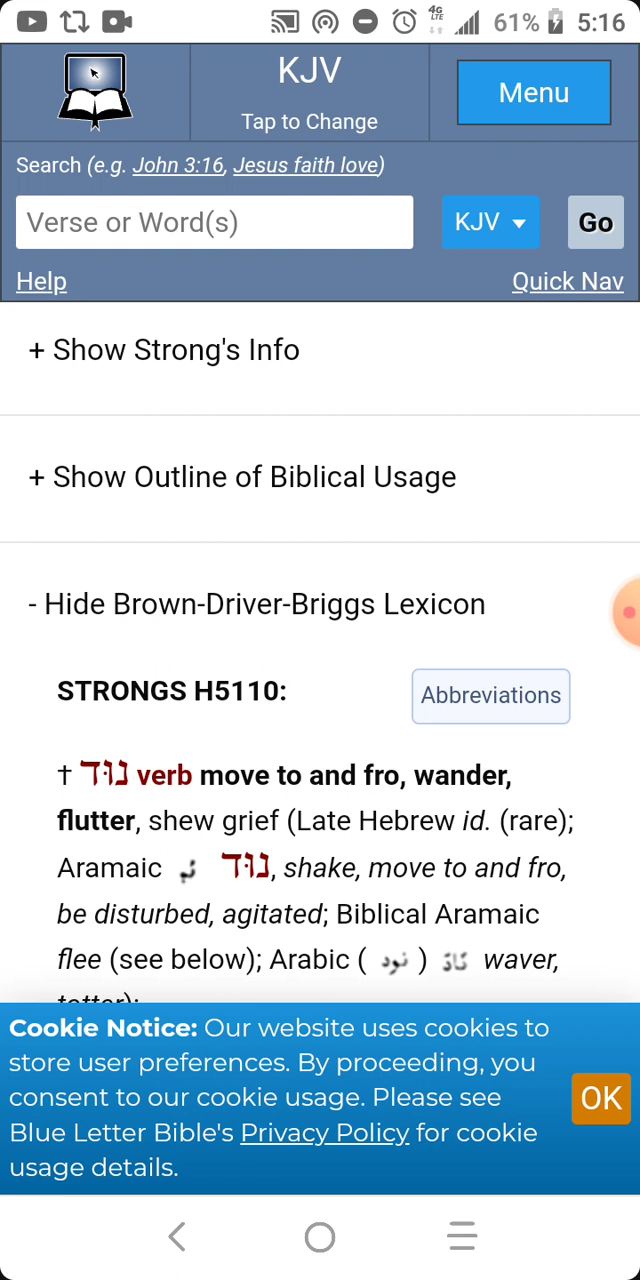 4G
LTE
61% 5:16
KJV
Tap to Change
Menu
Search (e.g. John 3:16, Jesus faith love)
Verse or Word(s)
KJV
Go
Help
Quick Nav
+ Show Strong's Info
+ Show Outline of Biblical Usage
- Hide Brown-Driver-Briggs Lexicon
STRONGS H5110:
Abbreviations
† נוּד verb move to and fro, wander,
flutter, shew grief (Late Hebrew id. (rare);
Aramaic נוּד, shake, move to and fro,
be disturbed, agitated; Biblical Aramaic
flee (see below); Arabic ( نود ) waver,
Cookie Notice: Our website uses cookies to
store user preferences. By proceeding, you
consent to our cookie usage. Please see
Blue Letter Bible's Privacy Policy for cookie
usage details.
OK